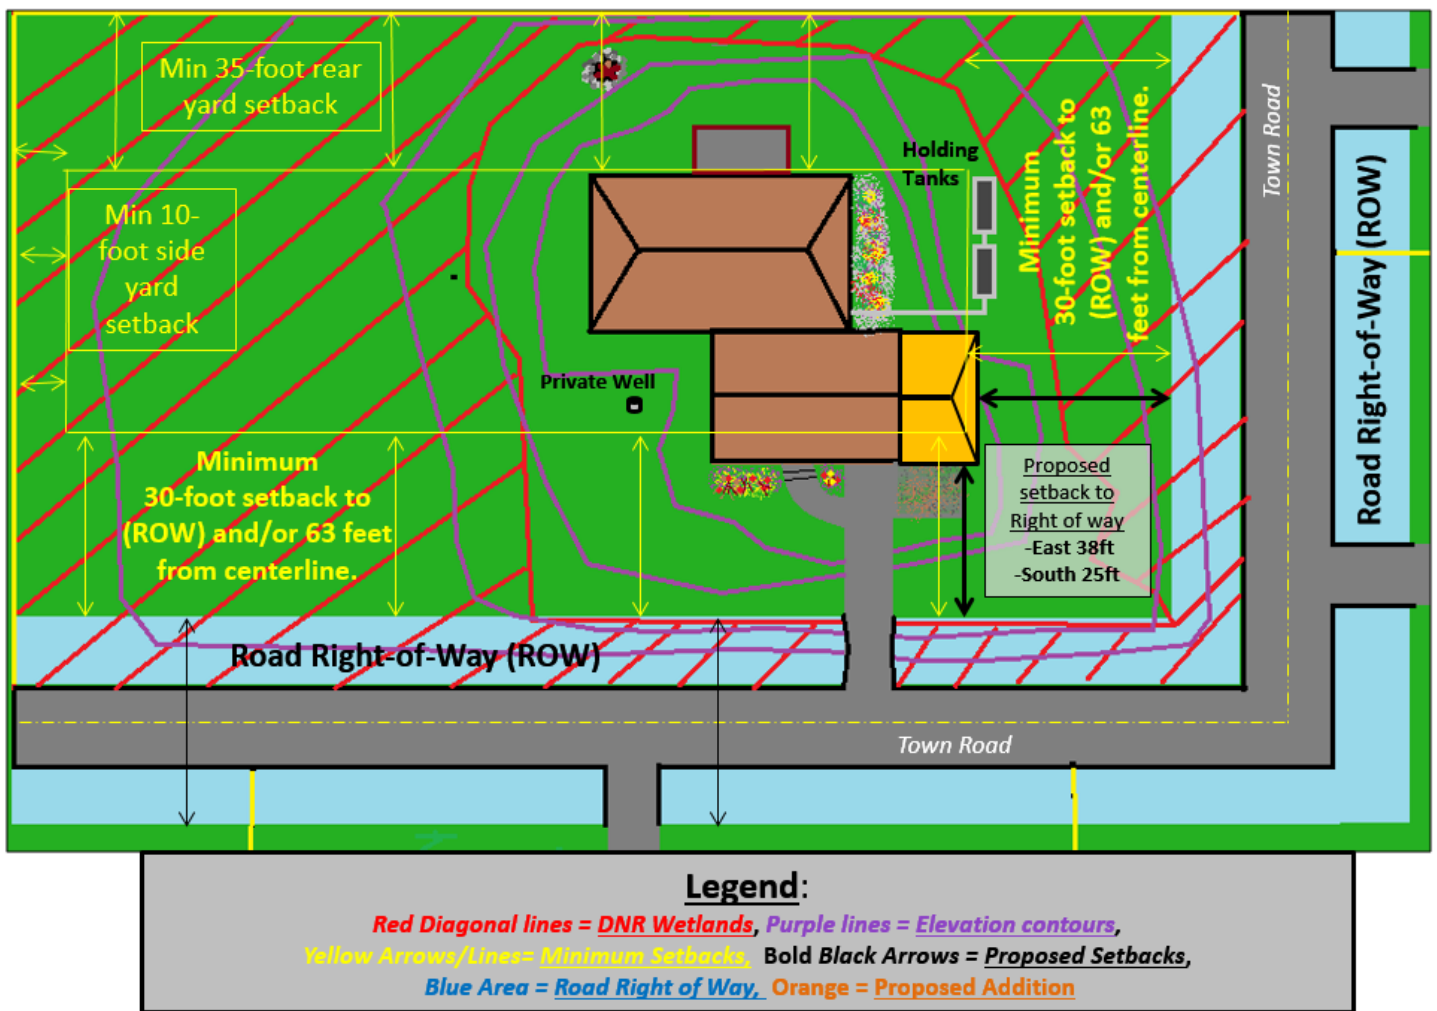 Min 35-foot rear
yard setback
Min 10-
foot side
yard
setback
Holding
Tanks
Minimum
30-foot setback to
(ROW) and/or 63
feet from centerline.
Town Road
Road Right-of-Way (ROW)
Private Well
Minimum
30-foot setback to
(ROW) and/or 63 feet
from centerline.
Proposed
setback to
Right of way
-East 38ft
-South 25ft
Road Right-of-Way (ROW)
Town Road
Legend:
Red Diagonal lines = DNR Wetlands, Purple lines = Elevation contours,
Yellow Arrows/Lines= Minimum Setbacks, Bold Black Arrows = Proposed Setbacks,
Blue Area = Road Right of Way, Orange = Proposed Addition